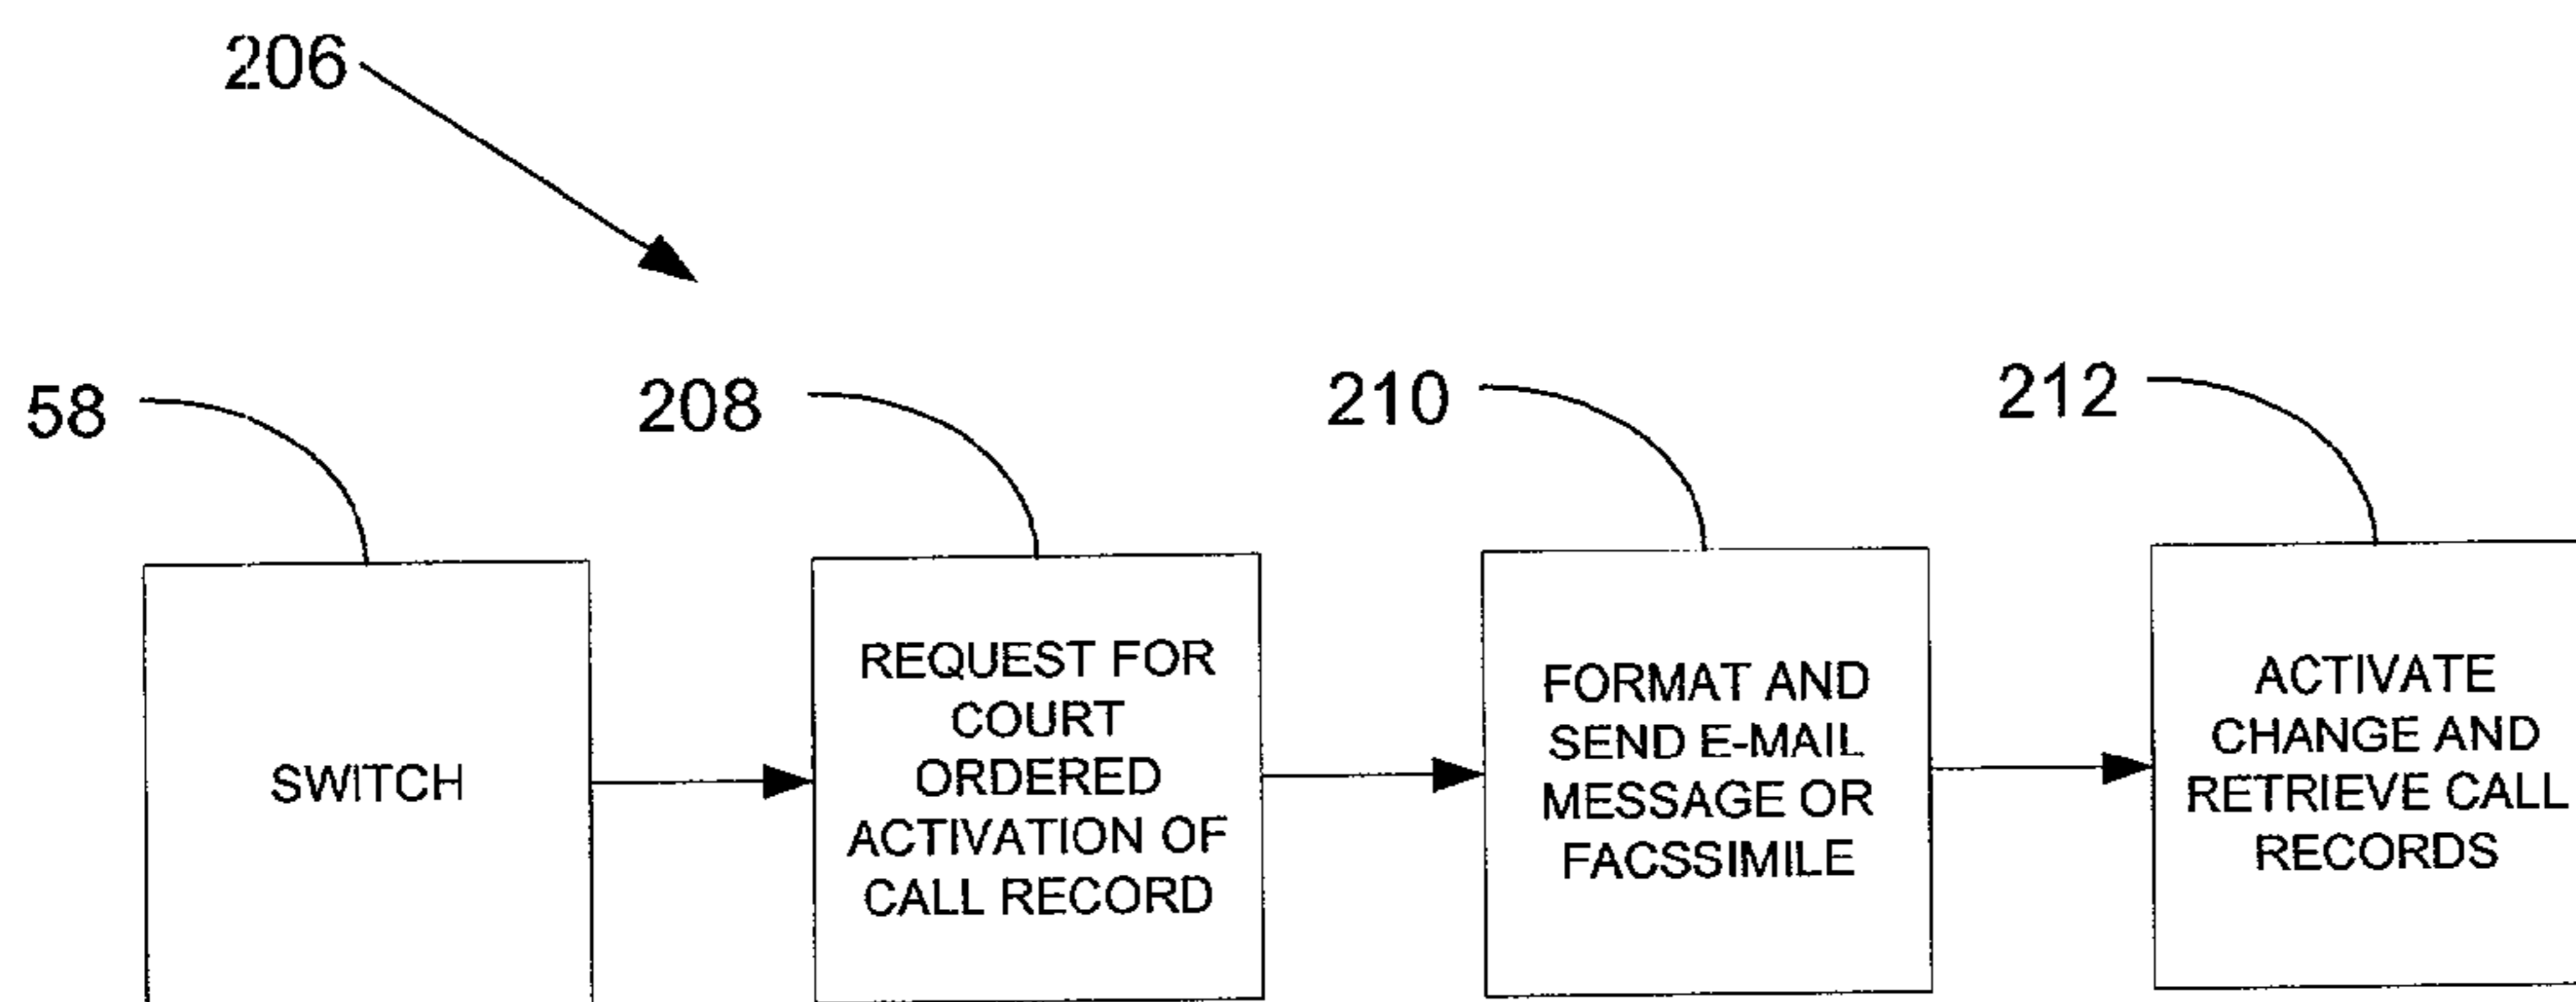 206
58
208
210
212
SWITCH
REQUEST FOR
COURT
ORDERED
ACTIVATION OF
CALL RECORD
FORMAT AND
SEND E-MAIL
MESSAGE OR
FACSSIMILE
ACTIVATE
CHANGE AND
RETRIEVE CALL
RECORDS